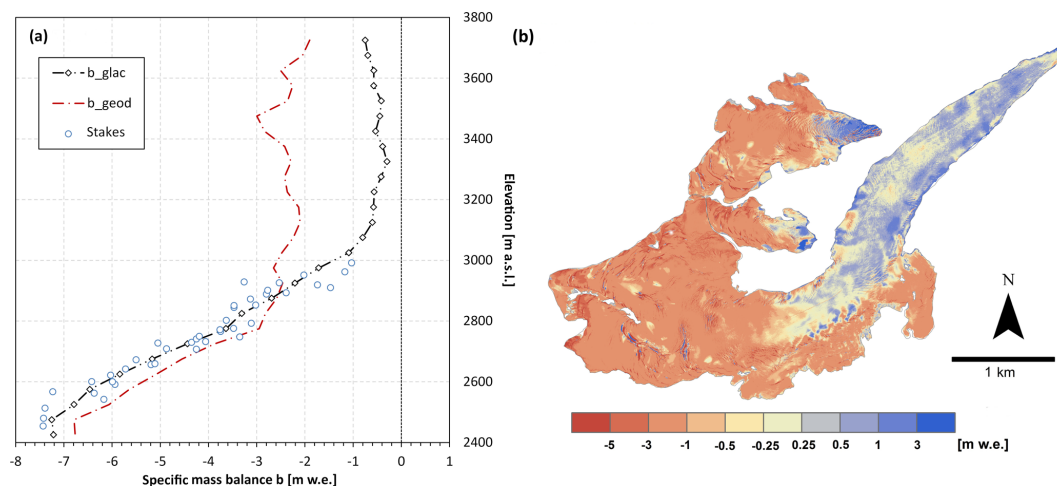 (a)
b_glac
b_geod
Stakes
3800
3600
3400
3200
3000
2800
2600
2400
Elevation [m a.s.l.]
-8 -7 -6 -5 -4 -3 -2 -1 0 1
Specific mass balance b [m w.e.]
(b)
N
1 km
-5 -3 -1 -0.5 -0.25 0.25 0.5 1 3 [m w.e.]